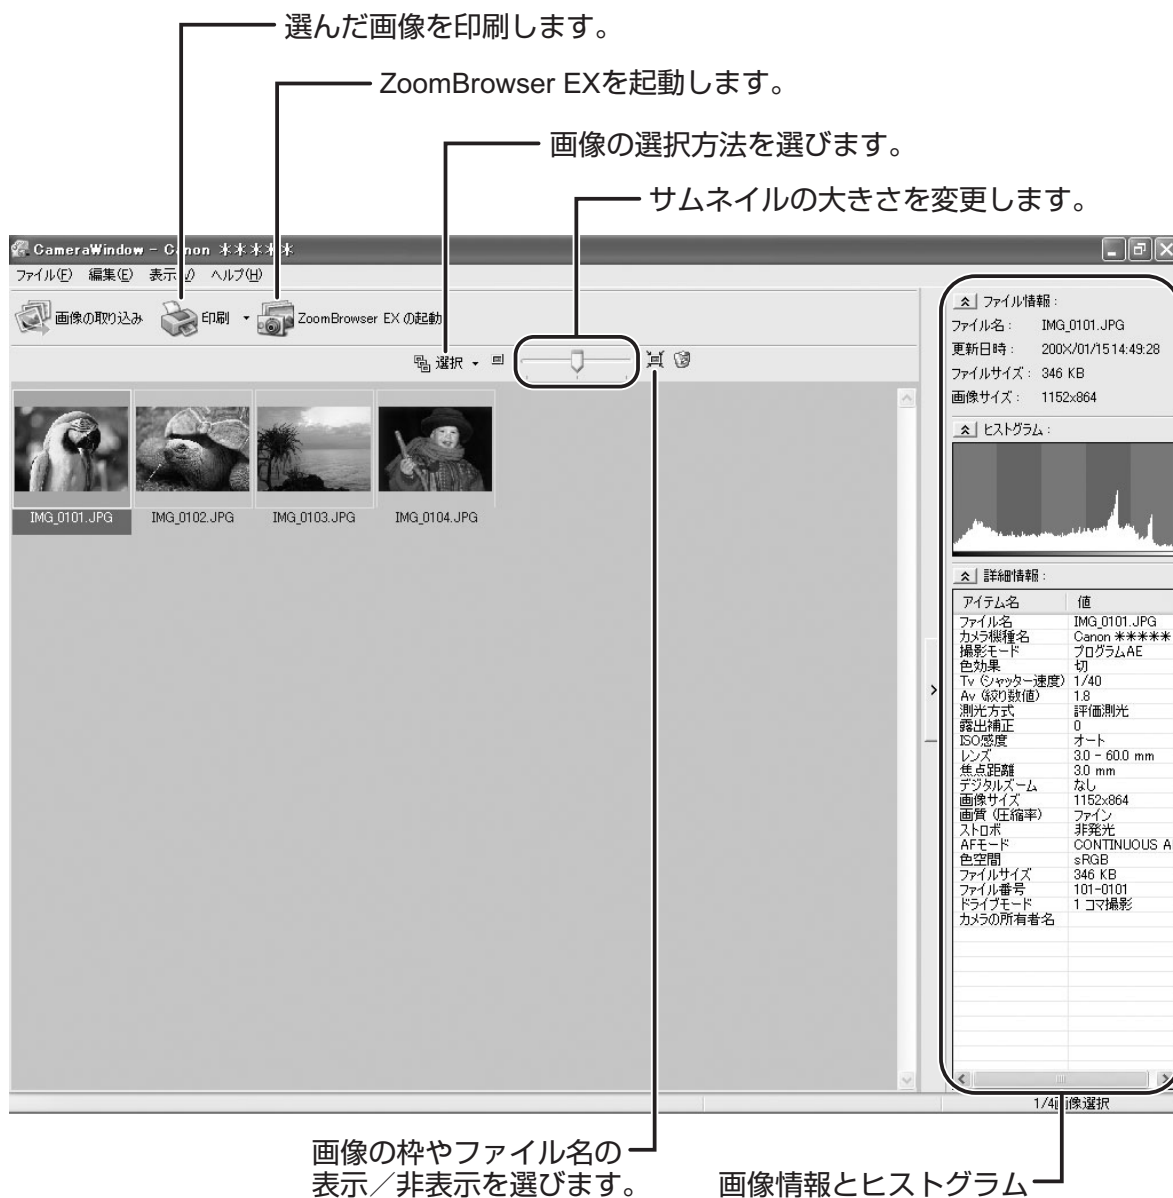 選んだ画像を印刷します。
ZoomBrowser EXを起動します。
画像の選択方法を選びます。
サムネイルの大きさを変更します。
CameraWindow - Canon ＊＊＊＊＊
ファイル(F) 編集(E) 表示(V) ヘルプ(H)
画像の取り込み 印刷 ZoomBrowser EX の起動
選択
IMG_0101.JPG IMG_0102.JPG IMG_0103.JPG IMG_0104.JPG
ファイル情報：
ファイル名： IMG_0101.JPG
更新日時： 200X/01/15 14:49:28
ファイルサイズ： 346 KB
画像サイズ： 1152x864
ヒストグラム：
詳細情報：
アイテム名 値
ファイル名 IMG_0101.JPG
カメラ機種名 Canon ＊＊＊＊＊
撮影モード プログラムAE
色効果 切
Tv（シャッター速度） 1/40
Av（絞り数値） 1.8
測光方式 評価測光
露出補正 0
ISO感度 オート
レンズ 3.0 - 60.0 mm
焦点距離 3.0 mm
デジタルズーム なし
画像サイズ 1152x864
画質（圧縮率） ファイン
ストロボ 非発光
AFモード CONTINUOUS A
色空間 sRGB
ファイルサイズ 346 KB
ファイル番号 101-0101
ドライブモード 1 コマ撮影
カメラの所有者名
1/4画像選択
画像の枠やファイル名の
表示／非表示を選びます。
画像情報とヒストグラム